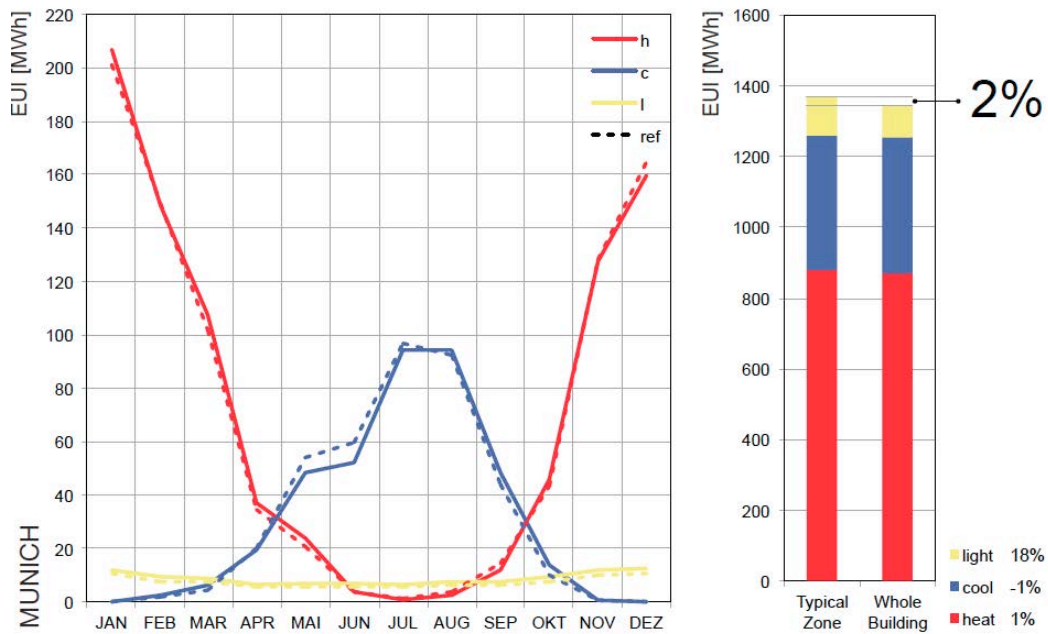 EUI [MWh]
220
200
180
160
140
120
100
80
60
40
20
0
h
c
l
ref
MUNICH
JAN FEB MAR APR MAI JUN JUL AUG SEP OKT NOV DEZ
EUI [MWh]
1600
1400
1200
1000
800
600
400
200
0
2%
Typical Zone
Whole Building
light 18%
cool -1%
heat 1%